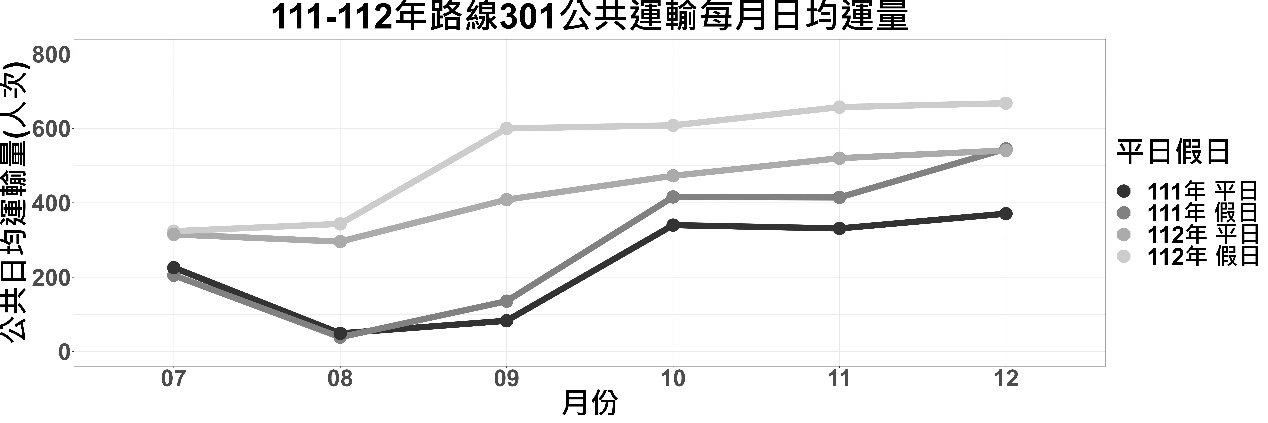 111-112年路線301公共運輸每月日均運量
公共日均運輸量(人次)
800
600
400
200
0
07 08 09 10 11 12
月份
平日假日
111年 平日
111年 假日
112年 平日
112年 假日